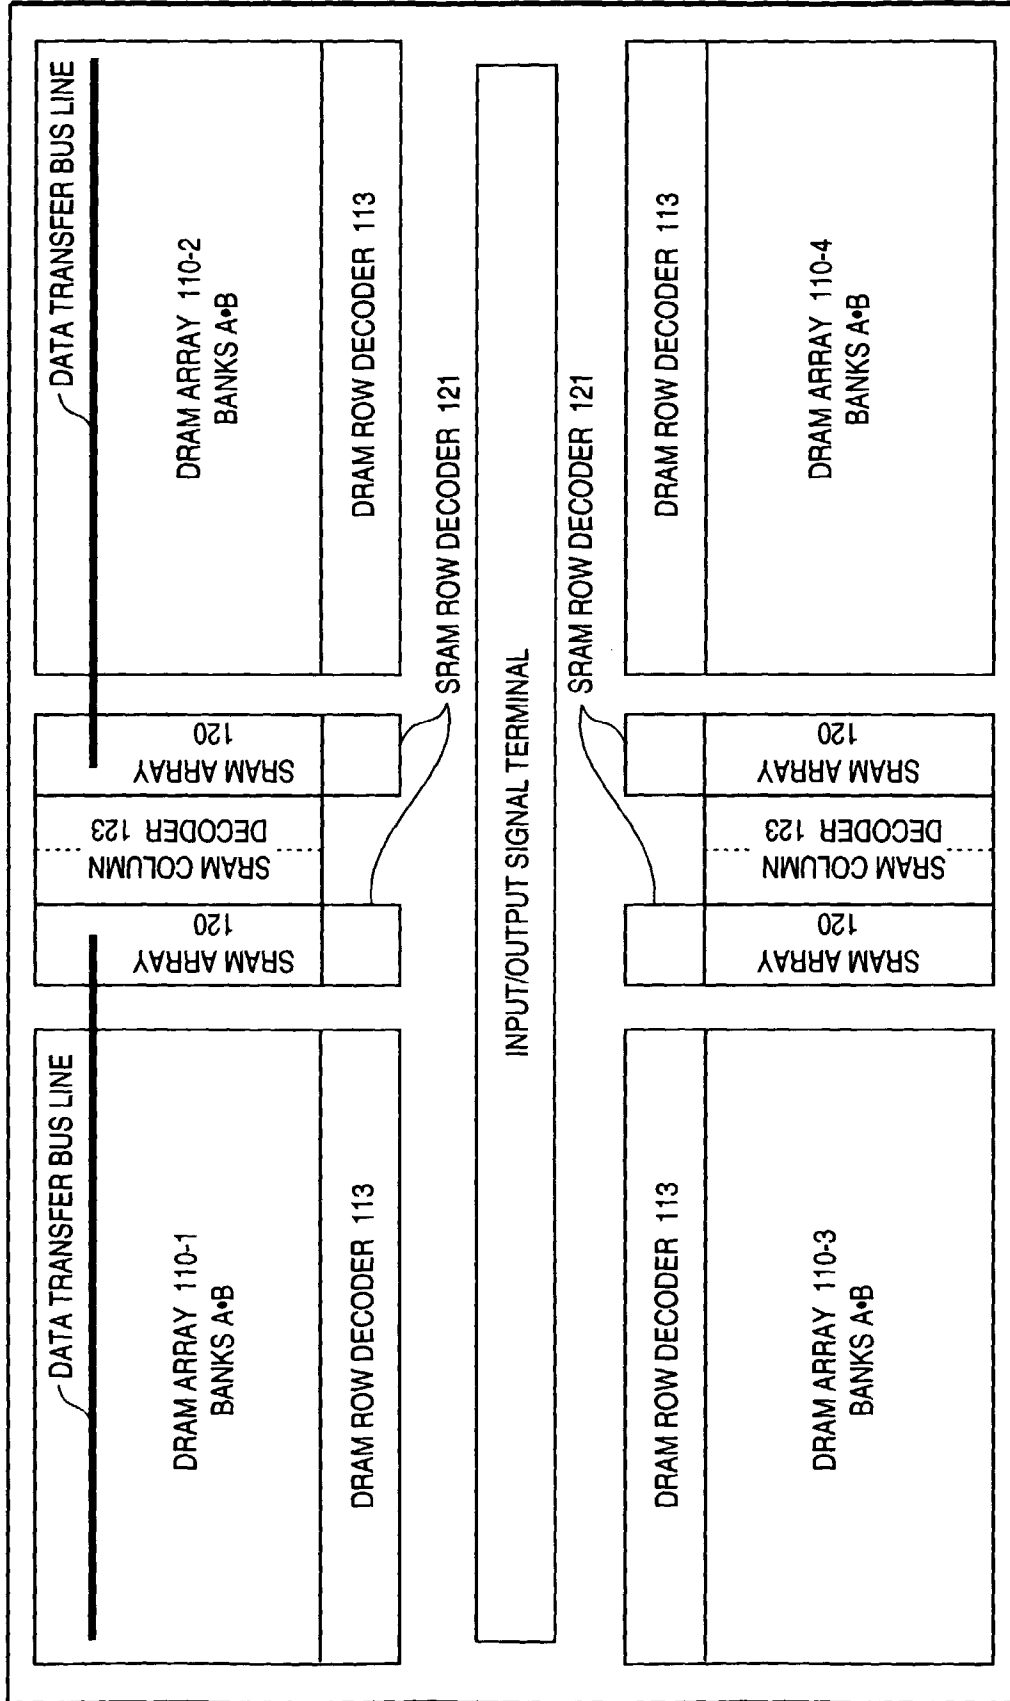 DATA TRANSFER BUS LINE
DATA TRANSFER BUS LINE
DRAM ARRAY 110-1
BANKS A•B
SRAM ARRAY
120
SRAM COLUMN
DECODER 123
SRAM ARRAY
120
DRAM ARRAY 110-2
BANKS A•B
DRAM ROW DECODER 113
DRAM ROW DECODER 113
SRAM ROW DECODER 121
INPUT/OUTPUT SIGNAL TERMINAL
SRAM ROW DECODER 121
DRAM ROW DECODER 113
DRAM ROW DECODER 113
DRAM ARRAY 110-3
BANKS A•B
SRAM ARRAY
120
SRAM COLUMN
DECODER 123
SRAM ARRAY
120
DRAM ARRAY 110-4
BANKS A•B